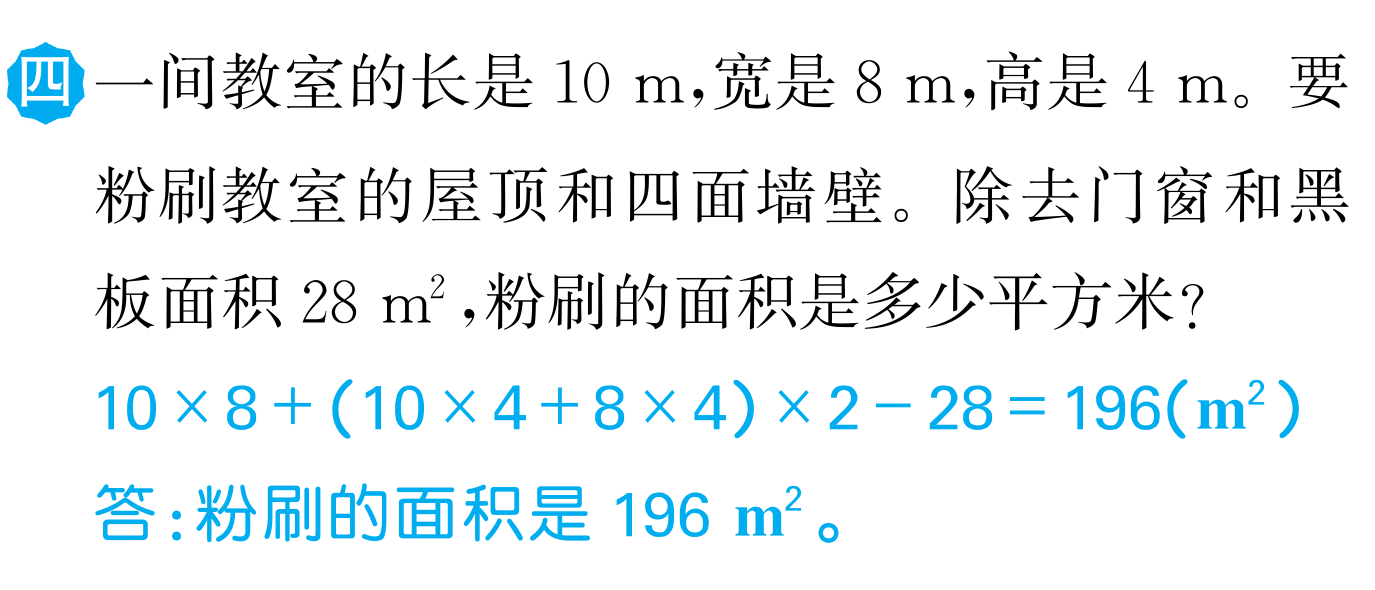 四 一间教室的长是 10 m,宽是 8 m,高是 4 m。要
粉刷教室的屋顶和四面墙壁。除去门窗和黑
板面积 28 m²,粉刷的面积是多少平方米?
10×8+(10×4+8×4)×2-28=196(m²)
答:粉刷的面积是 196 m²。